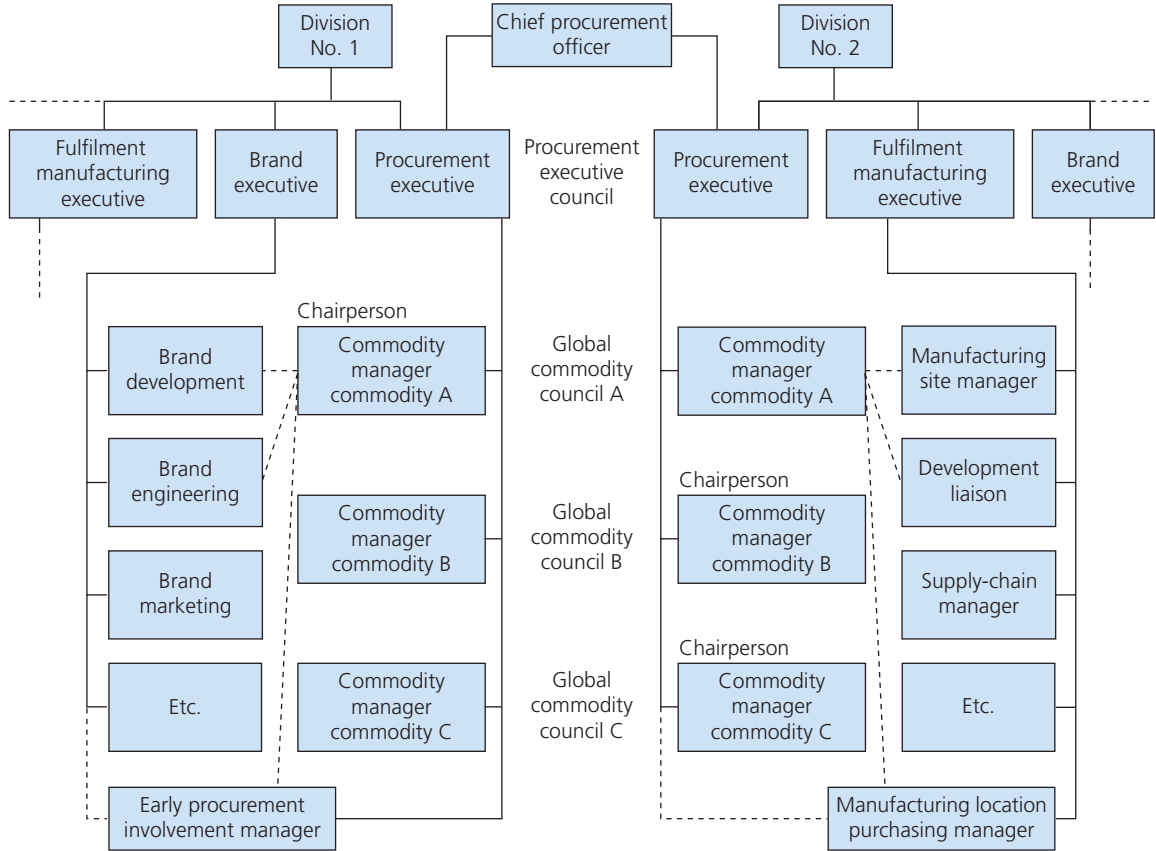 Division
No. 1
Chief procurement
officer
Division
No. 2
Fulfilment
manufacturing
executive
Brand
executive
Procurement
executive
Procurement
executive
council
Procurement
executive
Fulfilment
manufacturing
executive
Brand
executive
Chairperson
Brand
development
Commodity
manager
commodity A
Global
commodity
council A
Commodity
manager
commodity A
Manufacturing
site manager
Brand
engineering
Commodity
manager
commodity B
Global
commodity
council B
Chairperson
Commodity
manager
commodity B
Development
liaison
Brand
marketing
Supply-chain
manager
Etc.
Commodity
manager
commodity C
Global
commodity
council C
Chairperson
Commodity
manager
commodity C
Etc.
Early procurement
involvement manager
Manufacturing location
purchasing manager